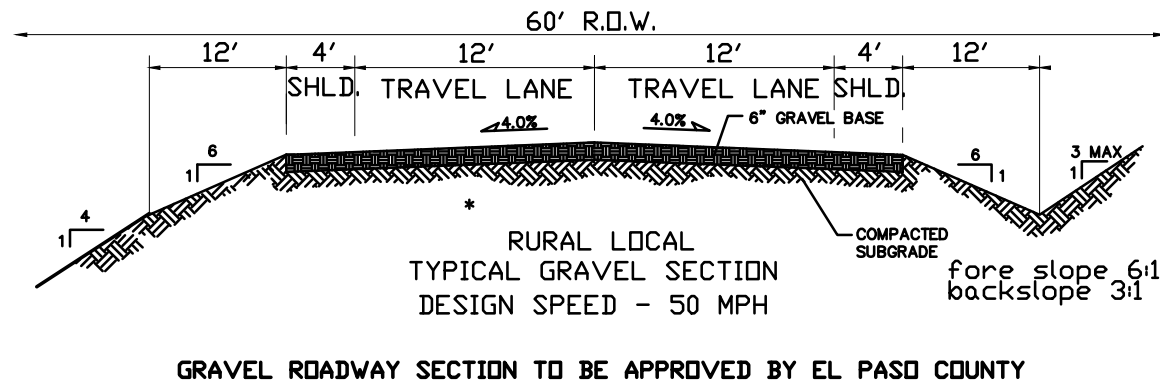 60' R.O.W.
12' 4' 12' 12' 4' 12'
SHLD. TRAVEL LANE TRAVEL LANE SHLD.
4.0% 4.0% 6" GRAVEL BASE
6 1 6 1 3 MAX 1
4 1 *
COMPACTED
SUBGRADE
RURAL LOCAL
TYPICAL GRAVEL SECTION
DESIGN SPEED - 50 MPH
fore slope 6:1
backslope 3:1
GRAVEL ROADWAY SECTION TO BE APPROVED BY EL PASO COUNTY